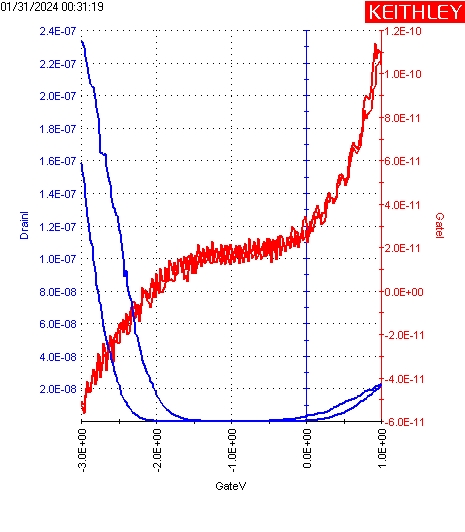 01/31/2024 00:31:19
KEITHLEY
2.4E-07
2.2E-07
2.0E-07
1.8E-07
1.6E-07
1.4E-07
1.2E-07
1.0E-07
8.0E-08
6.0E-08
4.0E-08
2.0E-08
DrainI
1.2E-10
1.0E-10
8.0E-11
6.0E-11
4.0E-11
2.0E-11
0.0E+00
-2.0E-11
-4.0E-11
-6.0E-11
GateI
-3.0E+00
-2.0E+00
-1.0E+00
0.0E+00
1.0E+00
GateV